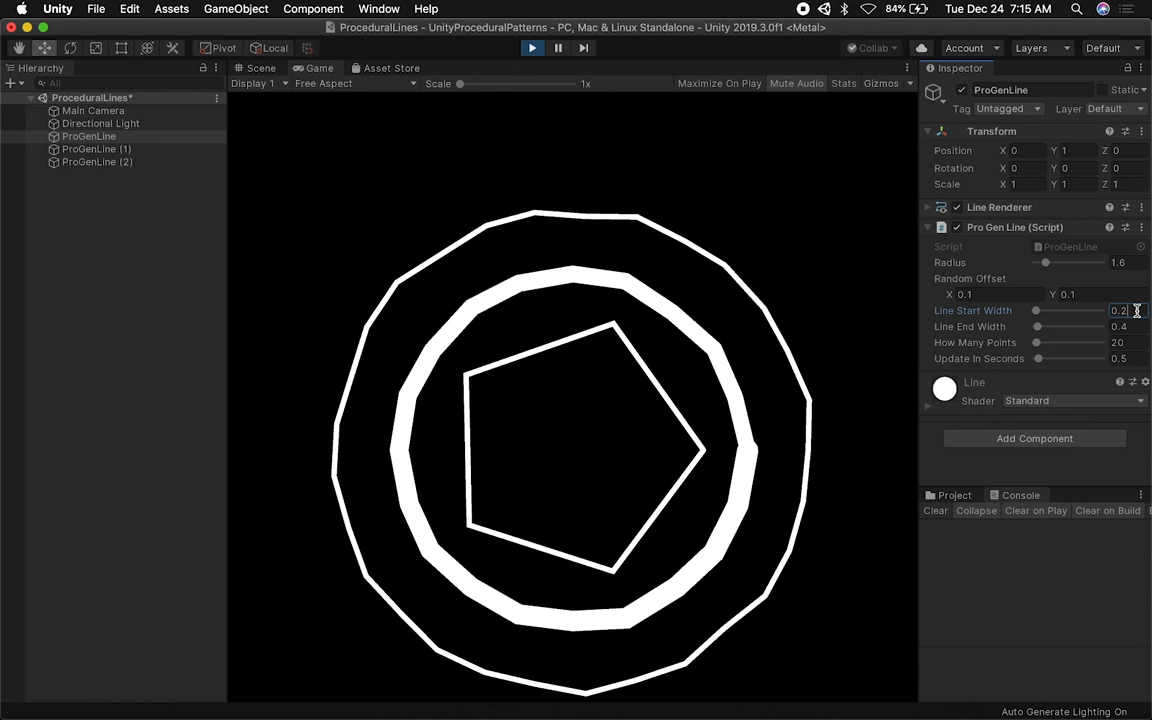 Unity File Edit Assets GameObject Component Window Help 84% Tue Dec 24 7:15 AM
ProceduralLines - UnityProceduralPatterns - PC, Mac & Linux Standalone - Unity 2019.3.0f1 <Metal>
Pivot Local Collab Account Layers Default
Hierarchy Scene Game Asset Store Inspector
All Display 1 Free Aspect Scale 1x Maximize On Play Mute Audio Stats Gizmos
ProGenLine Static
ProceduralLines*
Tag Untagged Layer Default
Main Camera
Directional Light
ProGenLine
ProGenLine (1)
ProGenLine (2)
Transform
Position X 0 Y 1 Z 0
Rotation X 0 Y 0 Z 0
Scale X 1 Y 1 Z 1
Line Renderer
Pro Gen Line (Script)
Script ProGenLine
Radius 1.6
Random Offset
X 0.1 Y 0.1
Line Start Width 0.2
Line End Width 0.4
How Many Points 20
Update In Seconds 0.5
Line
Shader Standard
Add Component
Project Console
Clear Collapse Clear on Play Clear on Build
Auto Generate Lighting On